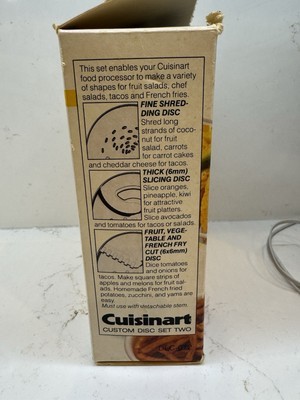 This set enables your Cuisinart
food processor to make a variety
of shapes for fruit salads, chef
salads, tacos and French fries.
FINE SHRED-
DING DISC
Shred long
strands of coco-
nut for fruit
salad, carrots
for carrot cakes
and cheddar cheese for tacos.
THICK (6mm)
SLICING DISC
Slice oranges,
pineapple, kiwi
for attractive
fruit platters.
Slice avocados
and tomatoes for tacos or salads.
FRUIT, VEGE-
TABLE AND
FRENCH FRY
CUT (6x6mm)
DISC
Dice tomatoes
and onions for
tacos. Make square strips of
apples and melons for fruit sal-
ads. Homemade French fried
potatoes, zucchini, and yams are
easy.
Must use with detachable stem.
Cuisinart
CUSTOM DISC SET TWO